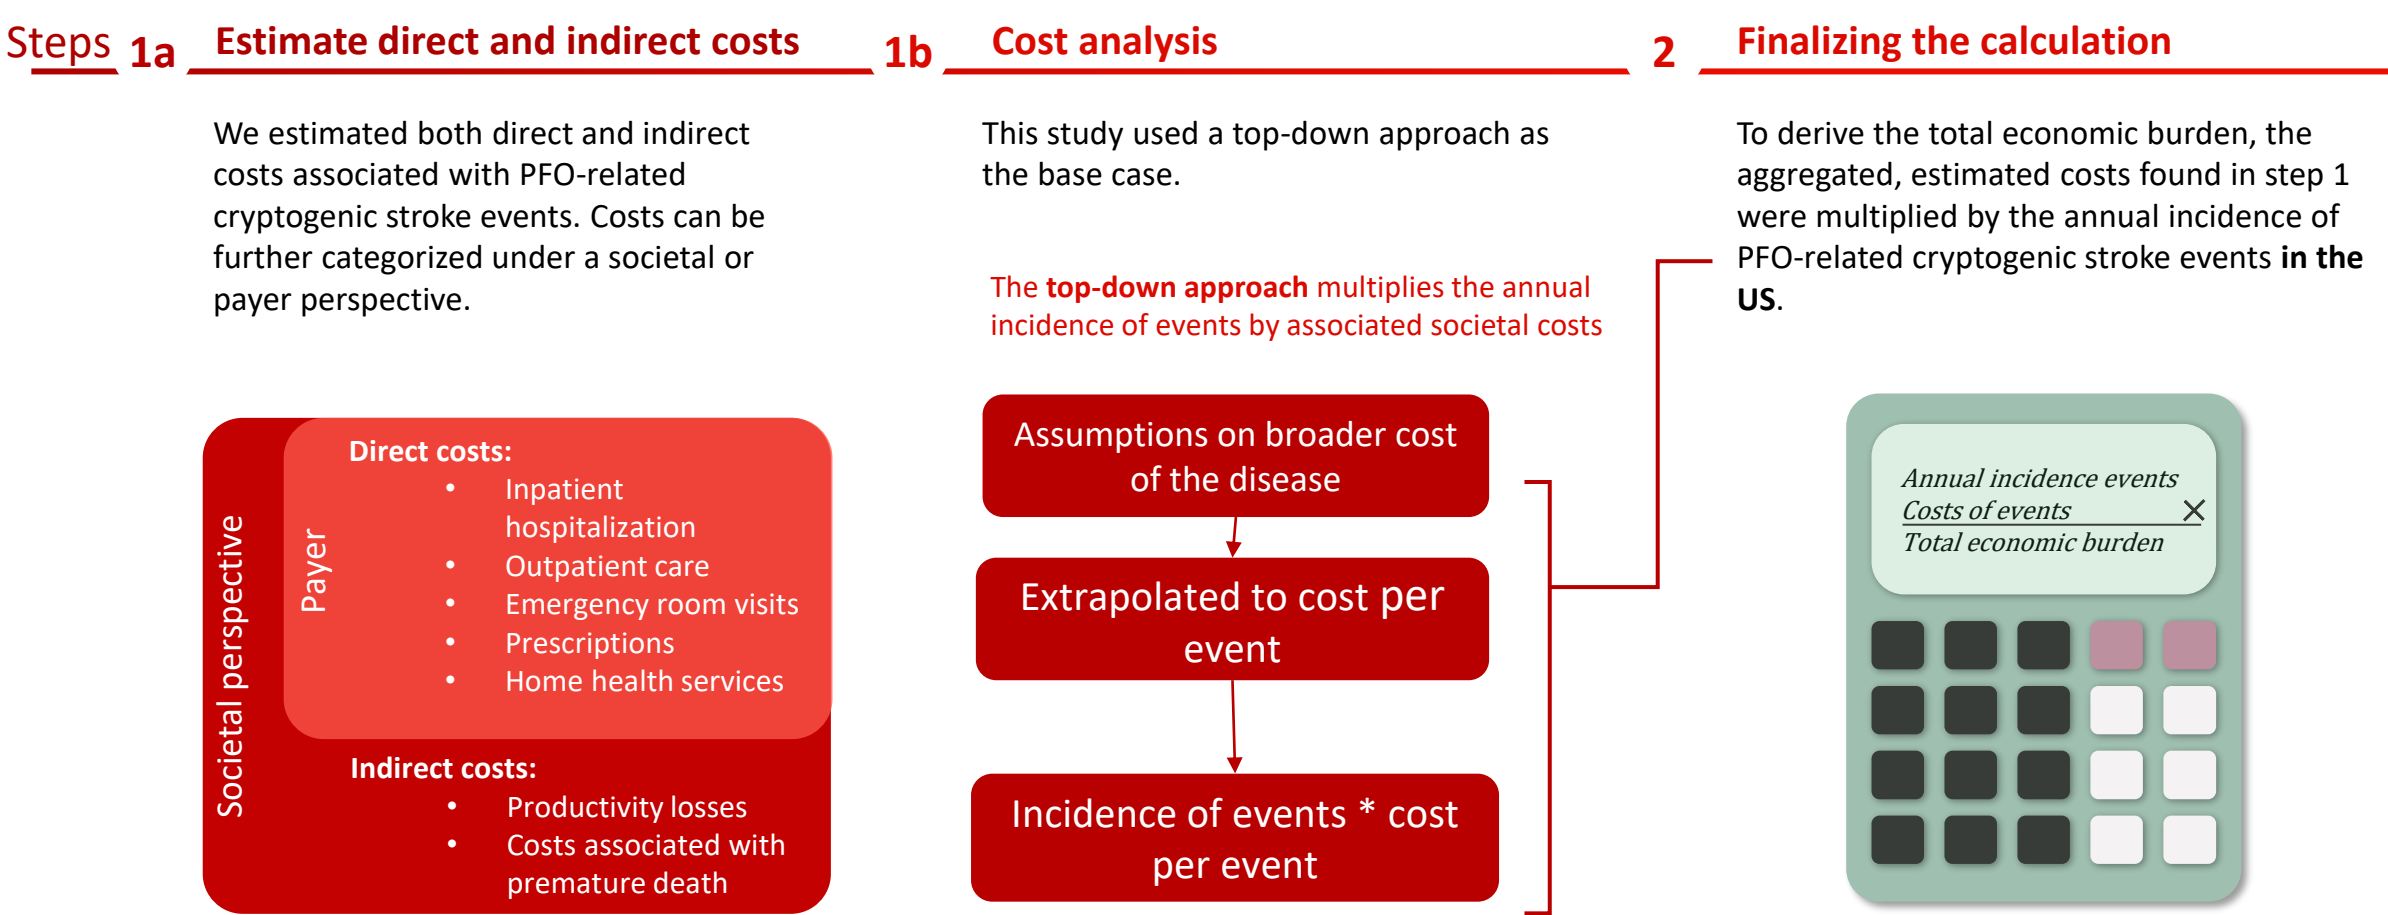 Steps 1a Estimate direct and indirect costs 1b Cost analysis 2 Finalizing the calculation
We estimated both direct and indirect
costs associated with PFO-related
cryptogenic stroke events. Costs can be
further categorized under a societal or
payer perspective.
Societal perspective
Payer
Direct costs:
• Inpatient
hospitalization
• Outpatient care
• Emergency room visits
• Prescriptions
• Home health services
Indirect costs:
• Productivity losses
• Costs associated with
premature death
This study used a top-down approach as
the base case.
The top-down approach multiplies the annual
incidence of events by associated societal costs
Assumptions on broader cost
of the disease
Extrapolated to cost per
event
Incidence of events * cost
per event
To derive the total economic burden, the
aggregated, estimated costs found in step 1
were multiplied by the annual incidence of
PFO-related cryptogenic stroke events in the
US.
Annual incidence events
Costs of events ×
Total economic burden